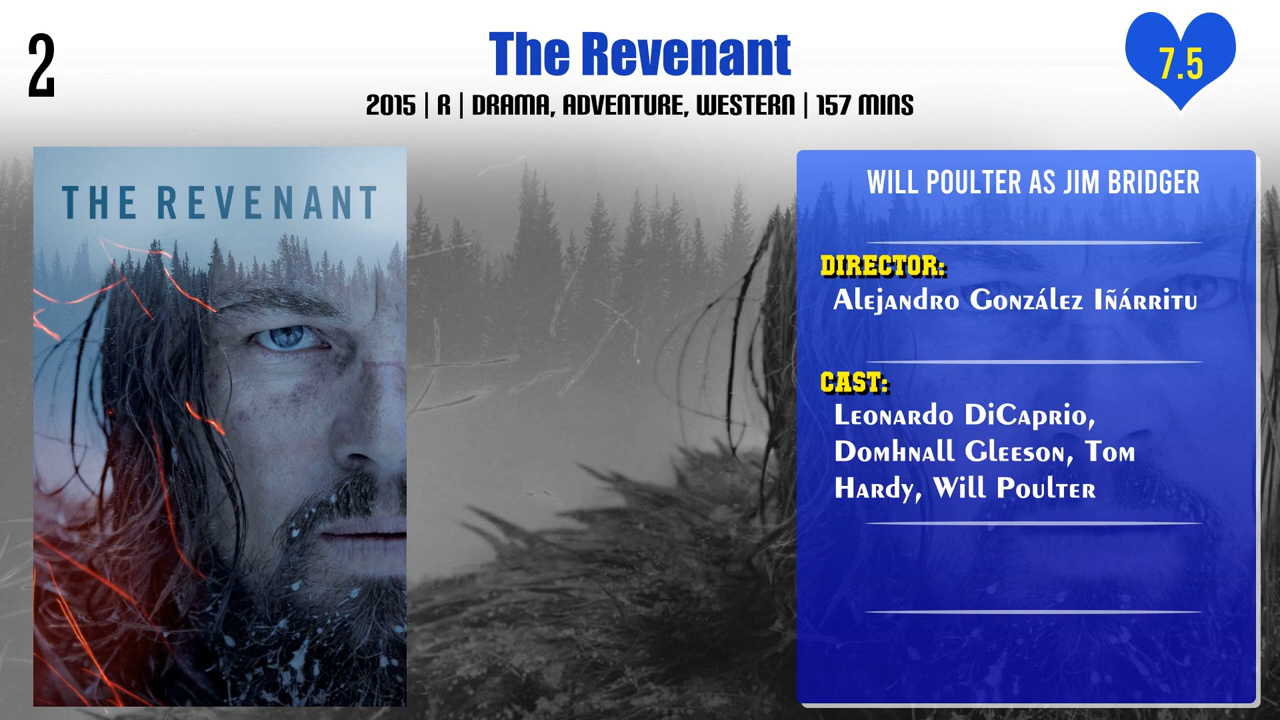 2
The Revenant
7.5
2015 | R | DRAMA, ADVENTURE, WESTERN | 157 MINS
THE REVENANT
WILL POULTER AS JIM BRIDGER
DIRECTOR:
Alejandro González Iñárritu
CAST:
Leonardo DiCaprio,
Domhnall Gleeson, Tom
Hardy, Will Poulter